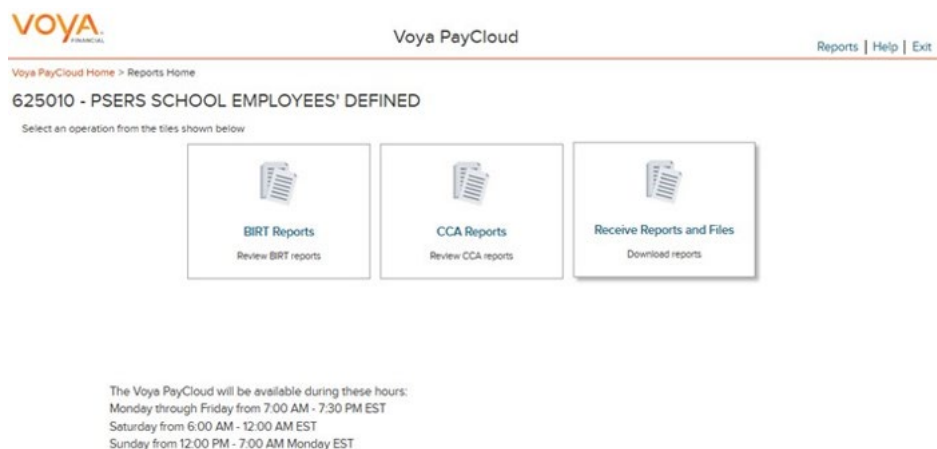 VOYA
FINANCIAL
Voya PayCloud
Reports | Help | Exit
Voya PayCloud Home > Reports Home
625010 - PSERS SCHOOL EMPLOYEES' DEFINED
Select an operation from the tiles shown below
BIRT Reports
Review BIRT reports
CCA Reports
Review CCA reports
Receive Reports and Files
Download reports
The Voya PayCloud will be available during these hours:
Monday through Friday from 7:00 AM - 7:30 PM EST
Saturday from 6:00 AM - 12:00 AM EST
Sunday from 12:00 PM - 7:00 AM Monday EST